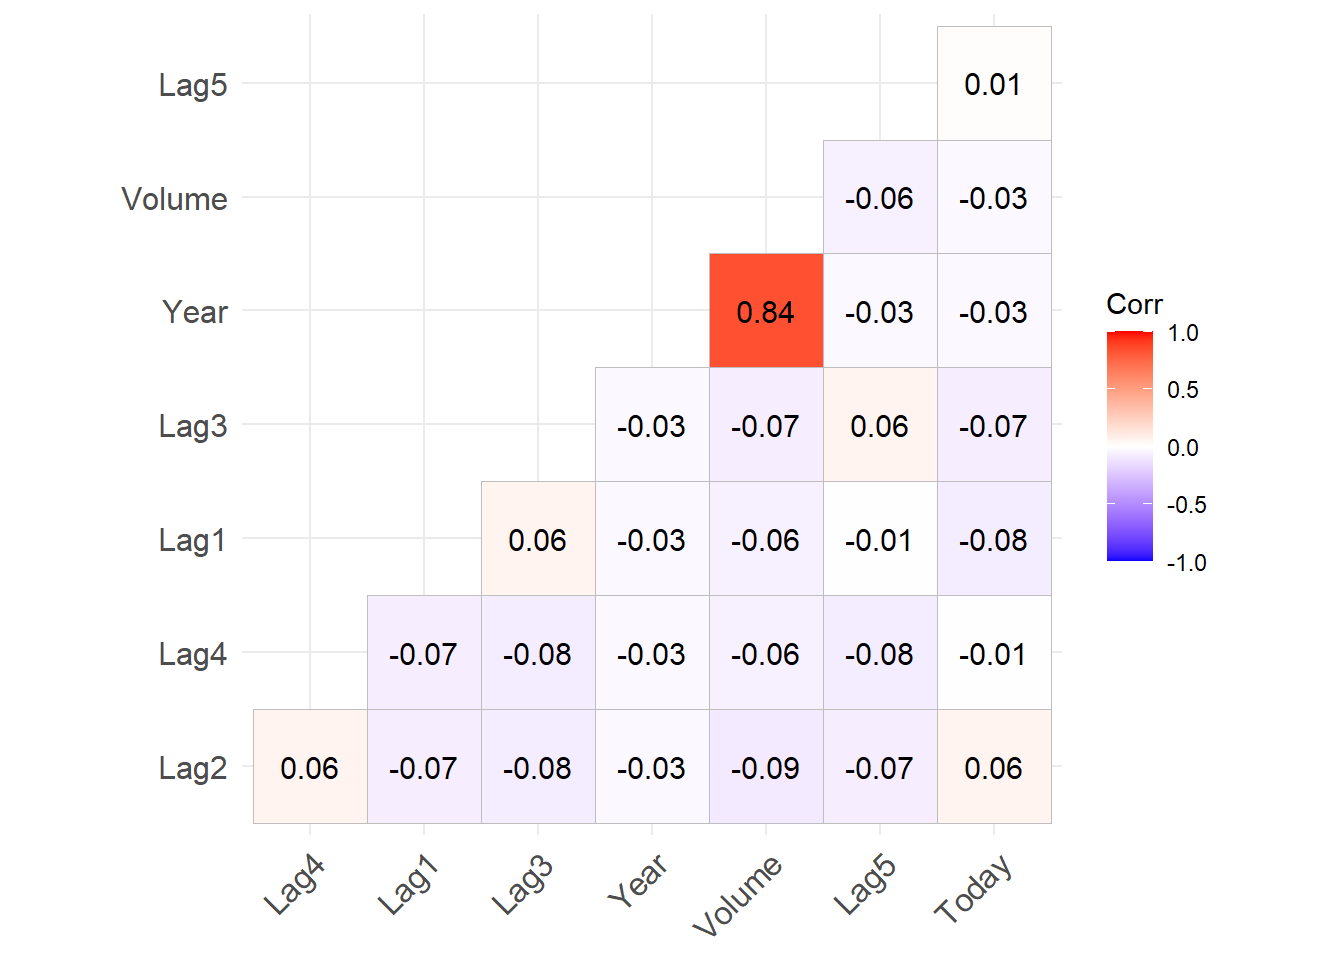 Lag5 0.01
Volume -0.06 -0.03
Year 0.84 -0.03 -0.03
Lag3 -0.03 -0.07 0.06 -0.07
Lag1 0.06 -0.03 -0.06 -0.01 -0.08
Lag4 -0.07 -0.08 -0.03 -0.06 -0.08 -0.01
Lag2 0.06 -0.07 -0.08 -0.03 -0.09 -0.07 0.06
Lag4 Lag1 Lag3 Year Volume Lag5 Today
Corr
1.0
0.5
0.0
-0.5
-1.0